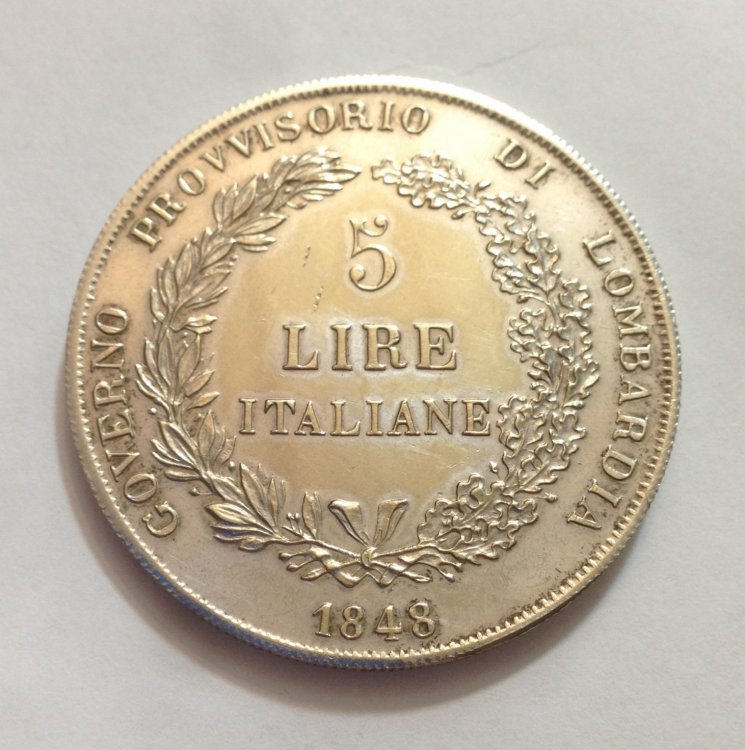 GOVERNO PROVVISORIO DI LOMBARDIA
5
LIRE
ITALIANE
1848